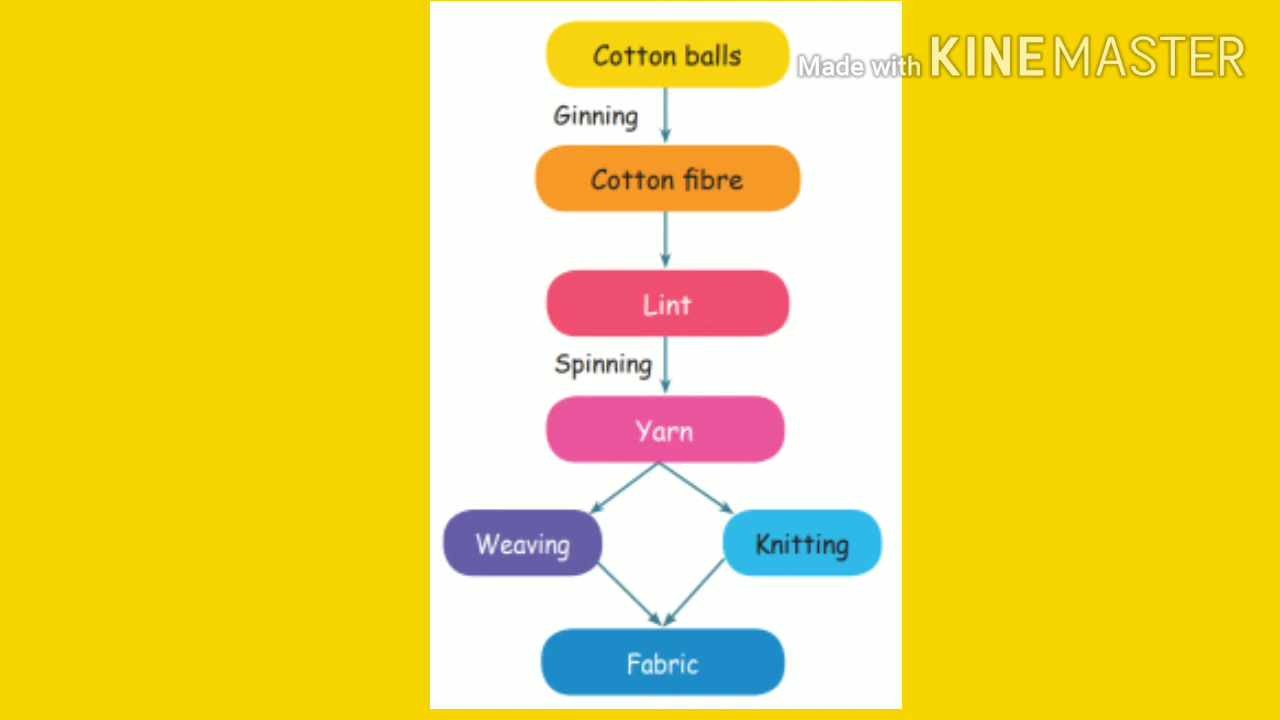 Cotton balls
Made with KINEMASTER
Ginning
Cotton fibre
Lint
Spinning
Yarn
Weaving
Knitting
Fabric